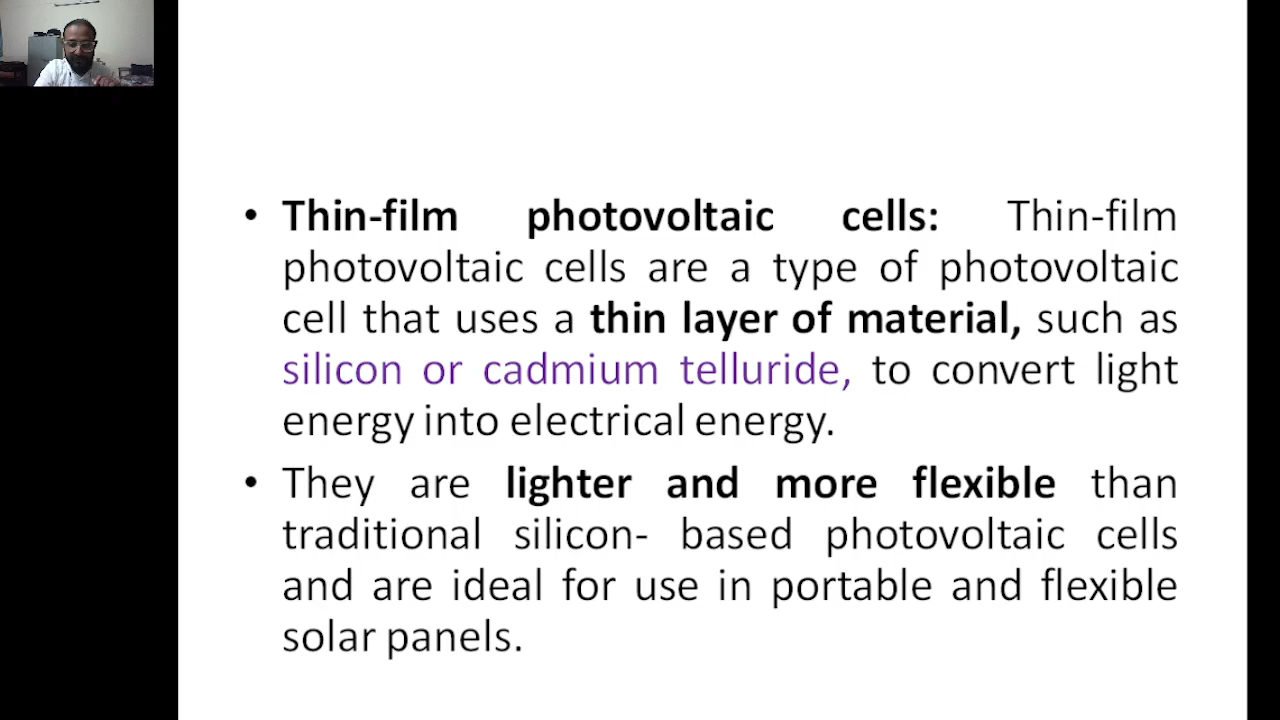 • Thin-film photovoltaic cells: Thin-film
photovoltaic cells are a type of photovoltaic
cell that uses a thin layer of material, such as
silicon or cadmium telluride, to convert light
energy into electrical energy.
• They are lighter and more flexible than
traditional silicon- based photovoltaic cells
and are ideal for use in portable and flexible
solar panels.